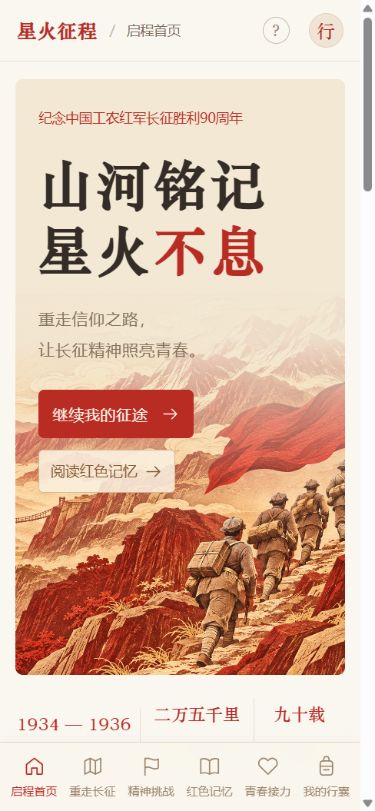 星火征程 / 启程首页 ? 行
纪念中国工农红军长征胜利90周年
山河铭记
星火不息
重走信仰之路，
让长征精神照亮青春。
继续我的征途 →
阅读红色记忆 →
1934 — 1936 二万五千里 九十载
启程首页 重走长征 精神挑战 红色记忆 青春接力 我的行囊